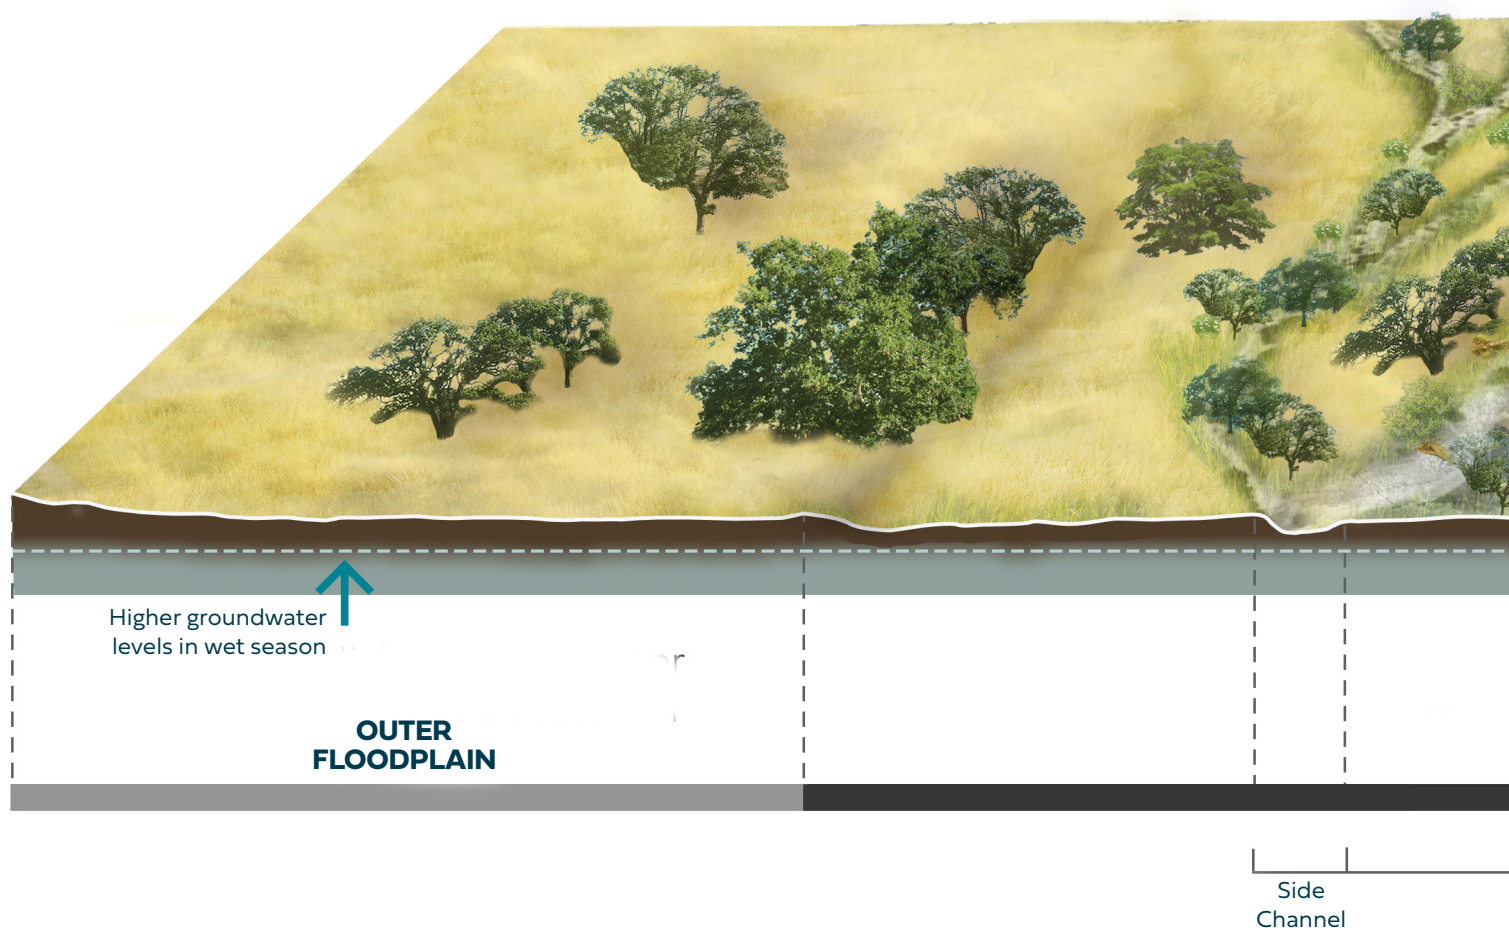 Higher groundwater
levels in wet season
OUTER
FLOODPLAIN
Side
Channel